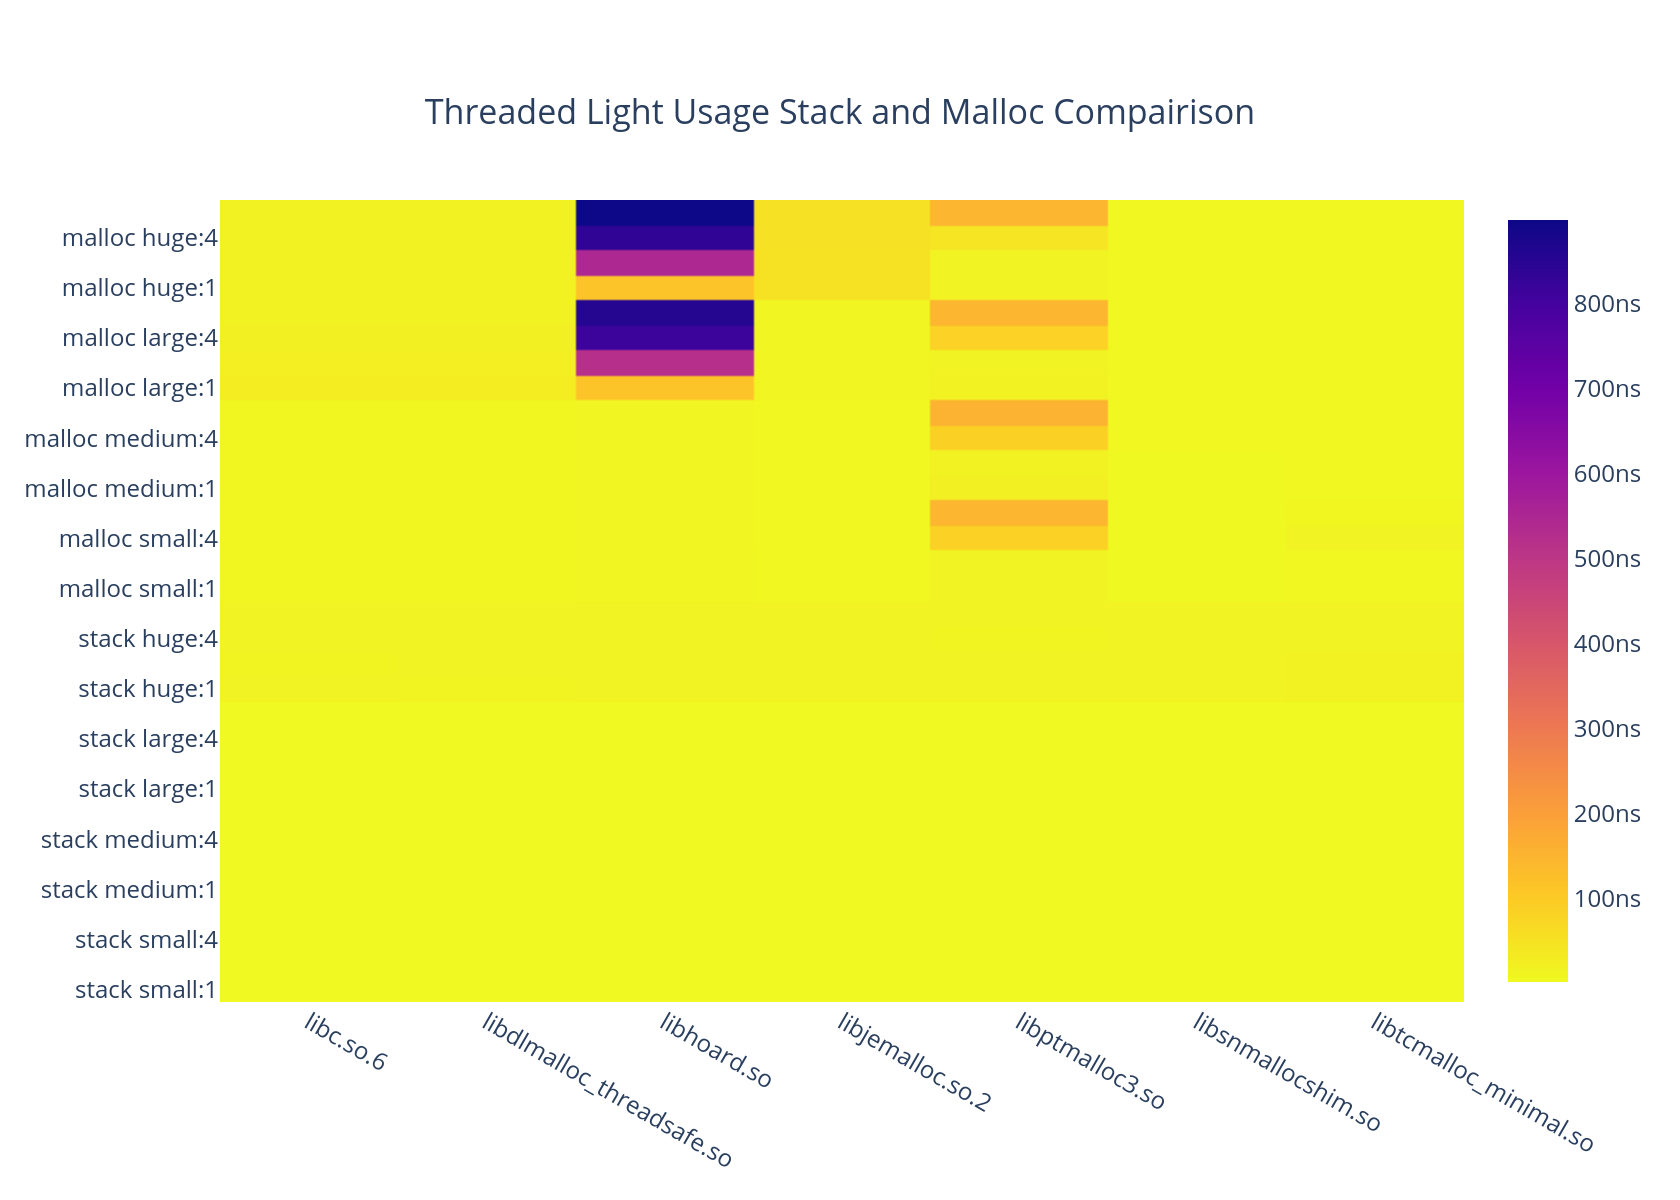 Threaded Light Usage Stack and Malloc Compairison
malloc huge:4
malloc huge:1
malloc large:4
malloc large:1
malloc medium:4
malloc medium:1
malloc small:4
malloc small:1
stack huge:4
stack huge:1
stack large:4
stack large:1
stack medium:4
stack medium:1
stack small:4
stack small:1
libc.so.6
libdlmalloc_threadsafe.so
libhoard.so
libjemalloc.so.2
libptmalloc3.so
libsnmallocshim.so
libtcmalloc_minimal.so
800ns
700ns
600ns
500ns
400ns
300ns
200ns
100ns